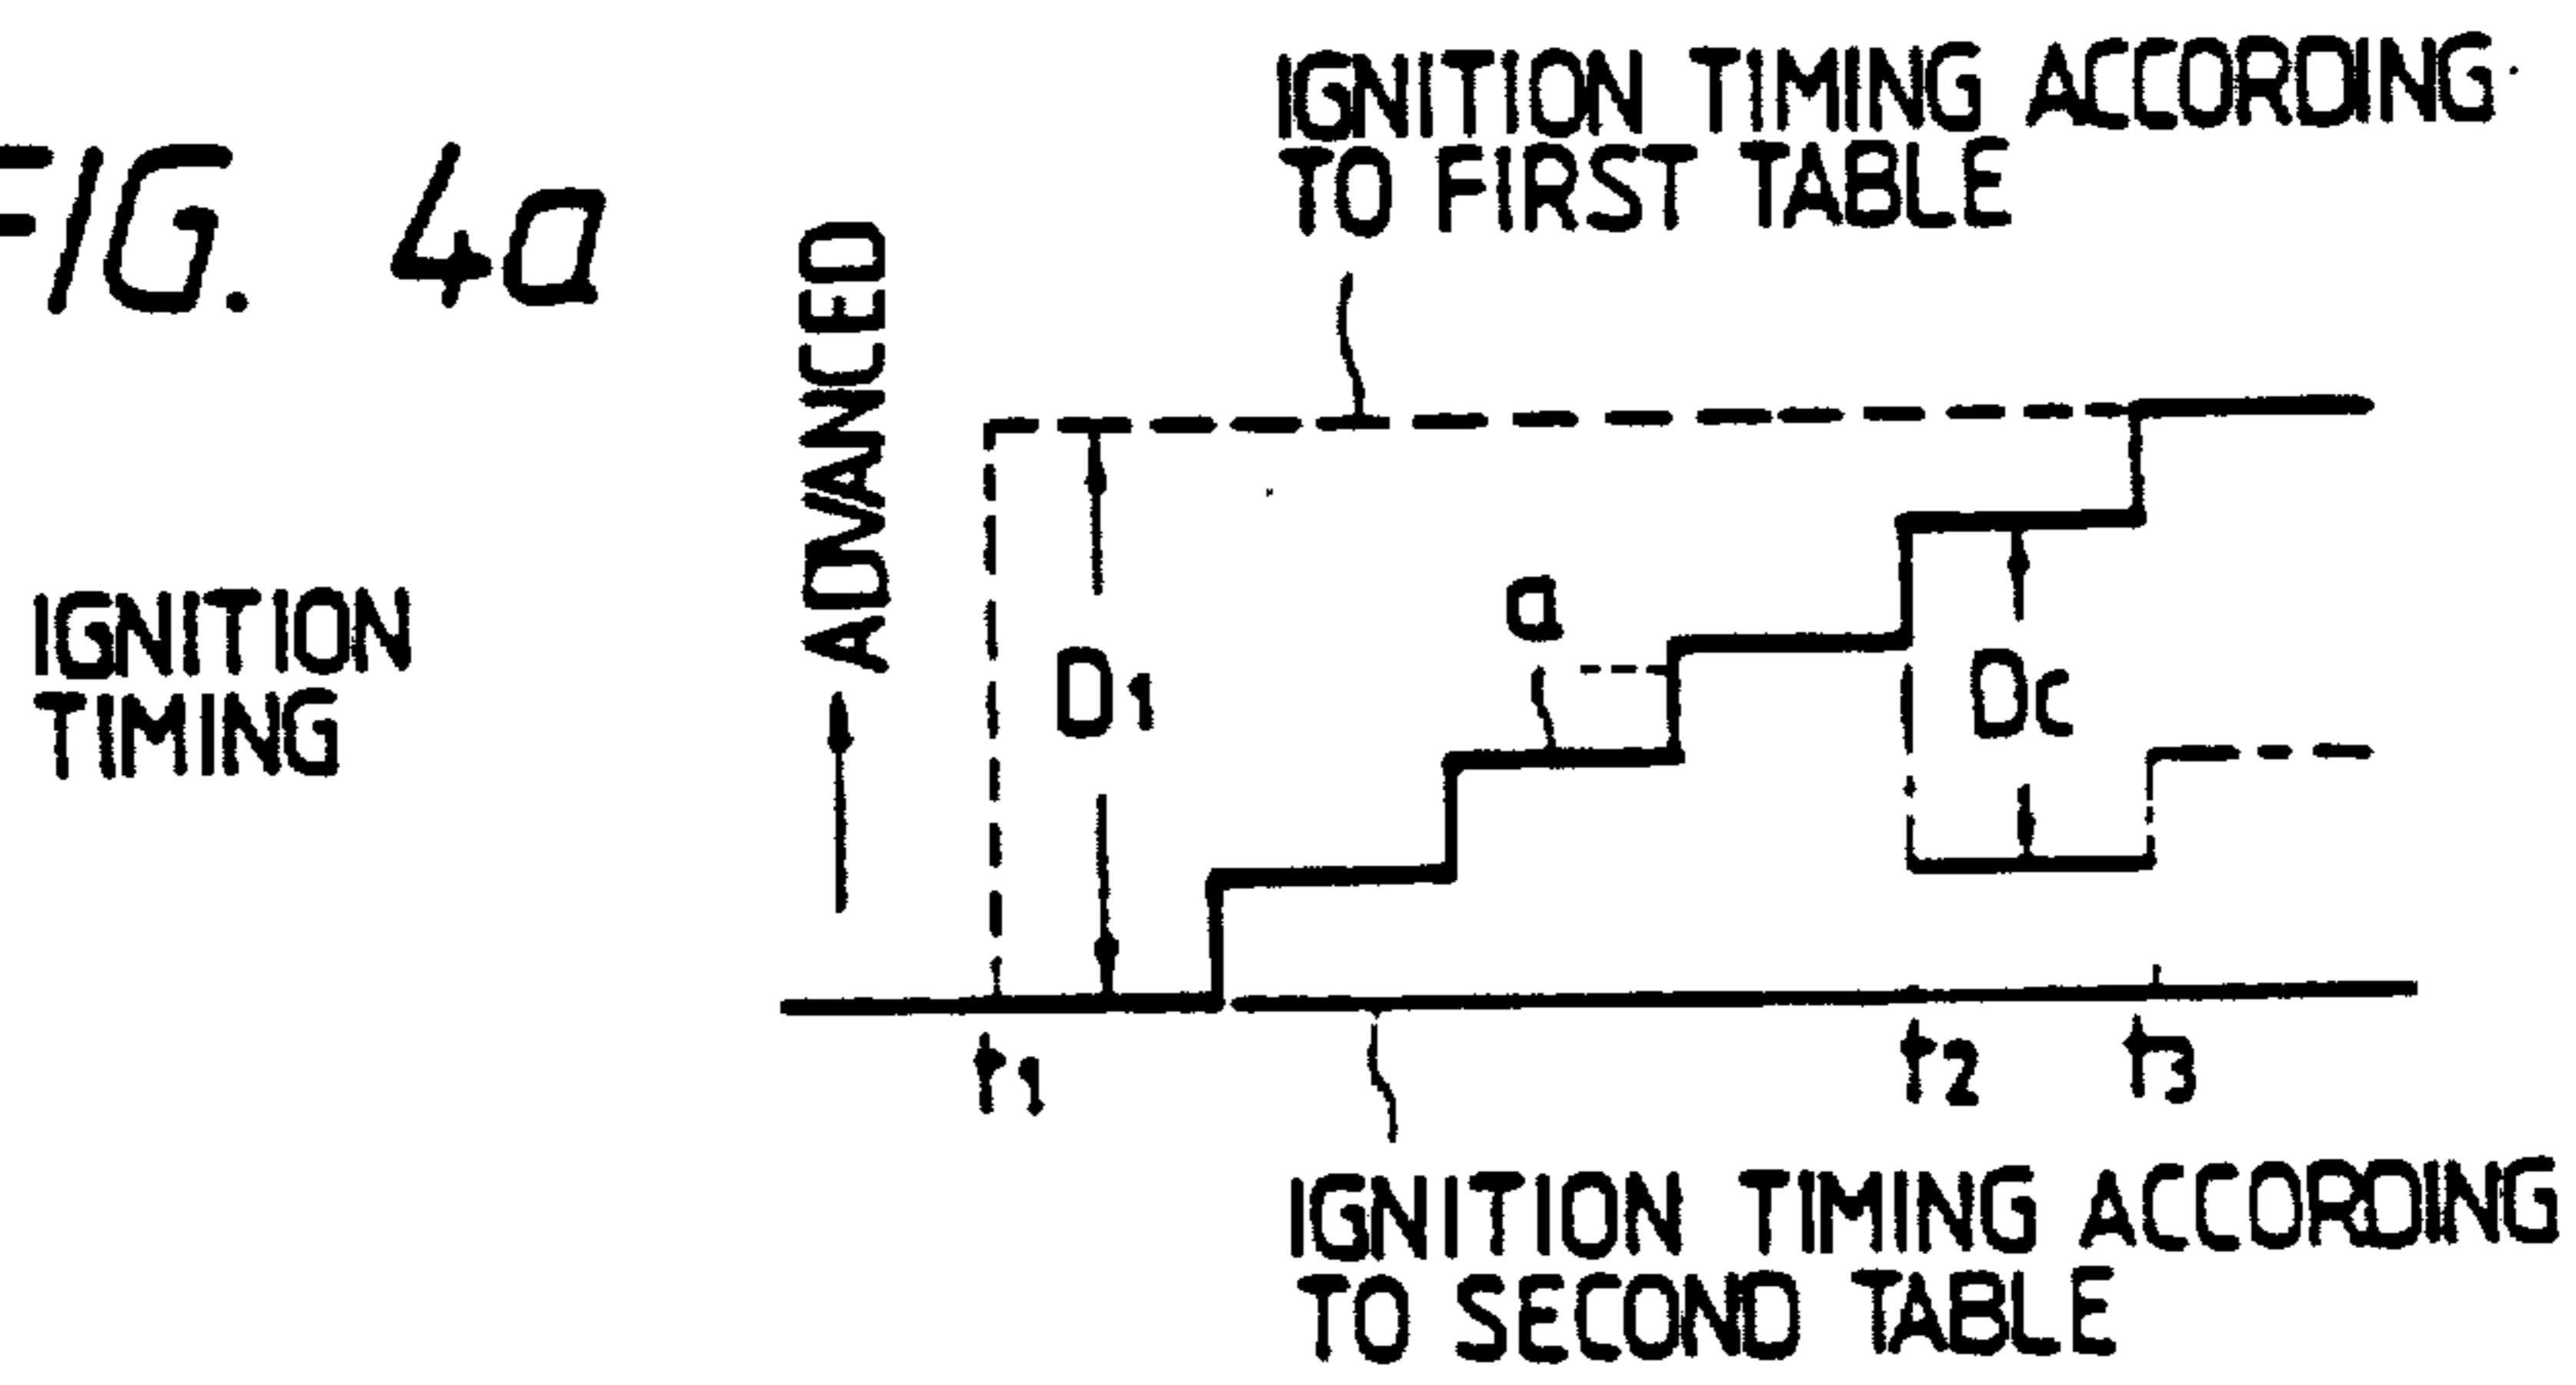 FIG. 4a
IGNITION TIMING ACCORDING
TO FIRST TABLE
ADVANCED
IGNITION
TIMING
D1
a
Dc
t1
t2
t3
IGNITION TIMING ACCORDING
TO SECOND TABLE